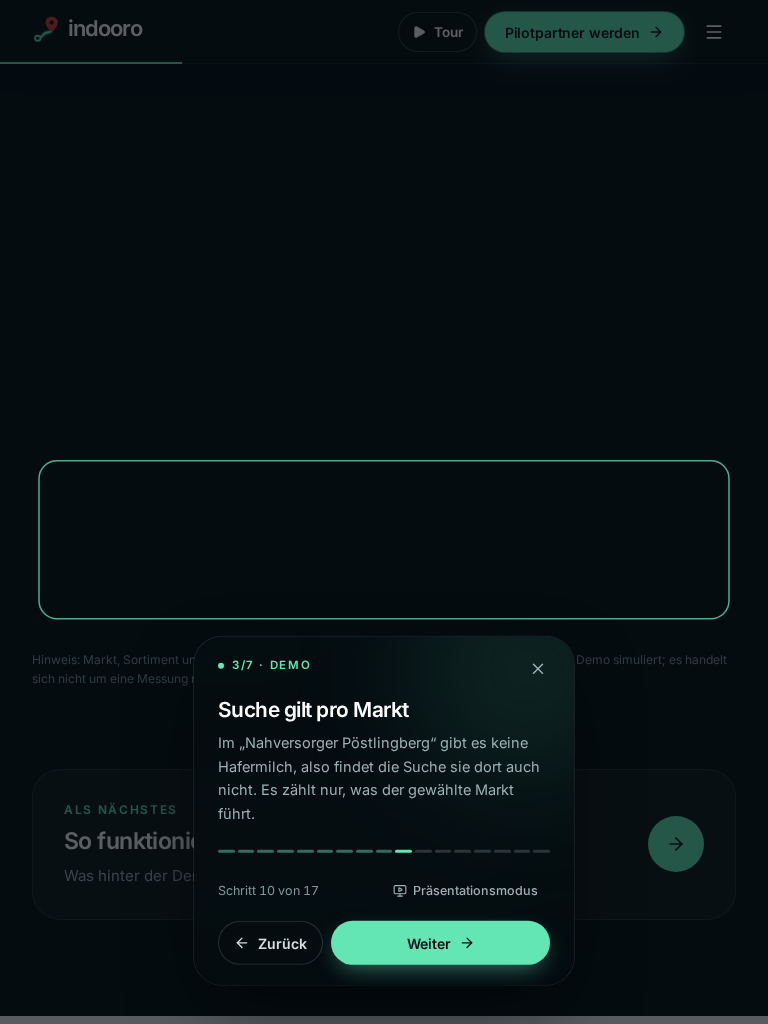 indooro
Tour
Pilotpartner werden
Hinweis: Markt, Sortiment
Demo simuliert; es handelt
sich nicht um eine Messung
3/7 · DEMO
Suche gilt pro Markt
Im „Nahversorger Pöstlingberg“ gibt es keine
Hafermilch, also findet die Suche sie dort auch
nicht. Es zählt nur, was der gewählte Markt
führt.
ALS NÄCHSTES
So
Was hinter der
Schritt 10 von 17
Präsentationsmodus
Zurück
Weiter